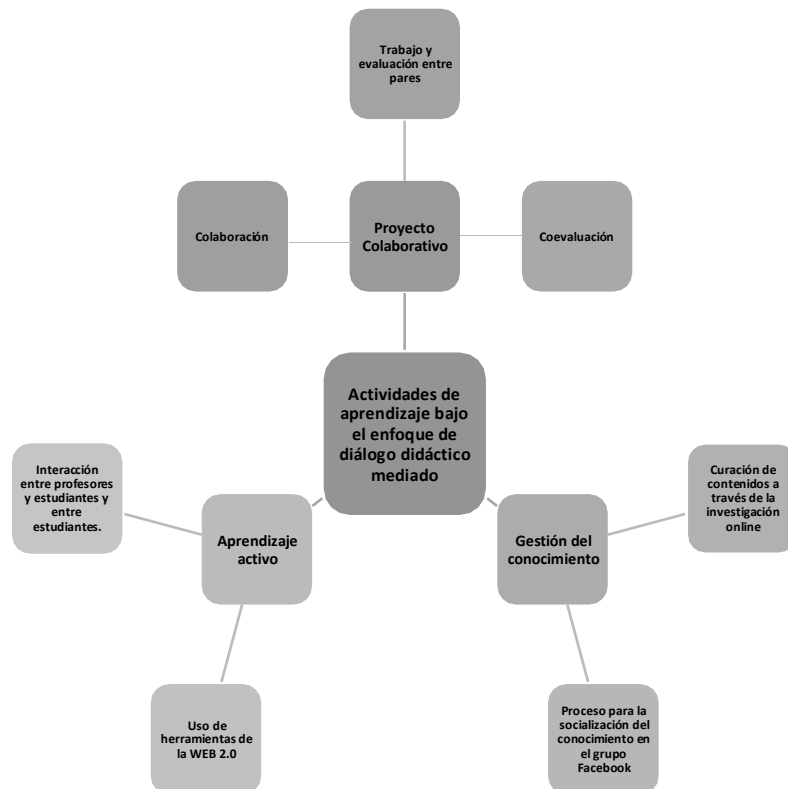 Trabajo y
evaluación entre
pares
Colaboración
Proyecto
Colaborativo
Coevaluación
Actividades de
aprendizaje bajo
el enfoque de
diálogo didáctico
mediado
Interacción
entre profesores
y estudiantes y
entre
estudiantes.
Aprendizaje
activo
Gestión del
conocimiento
Curación de
contenidos a
través de la
investigación
online
Uso de
herramientas de
la WEB 2.0
Proceso para la
socialización del
conocimiento en
el grupo
Facebook